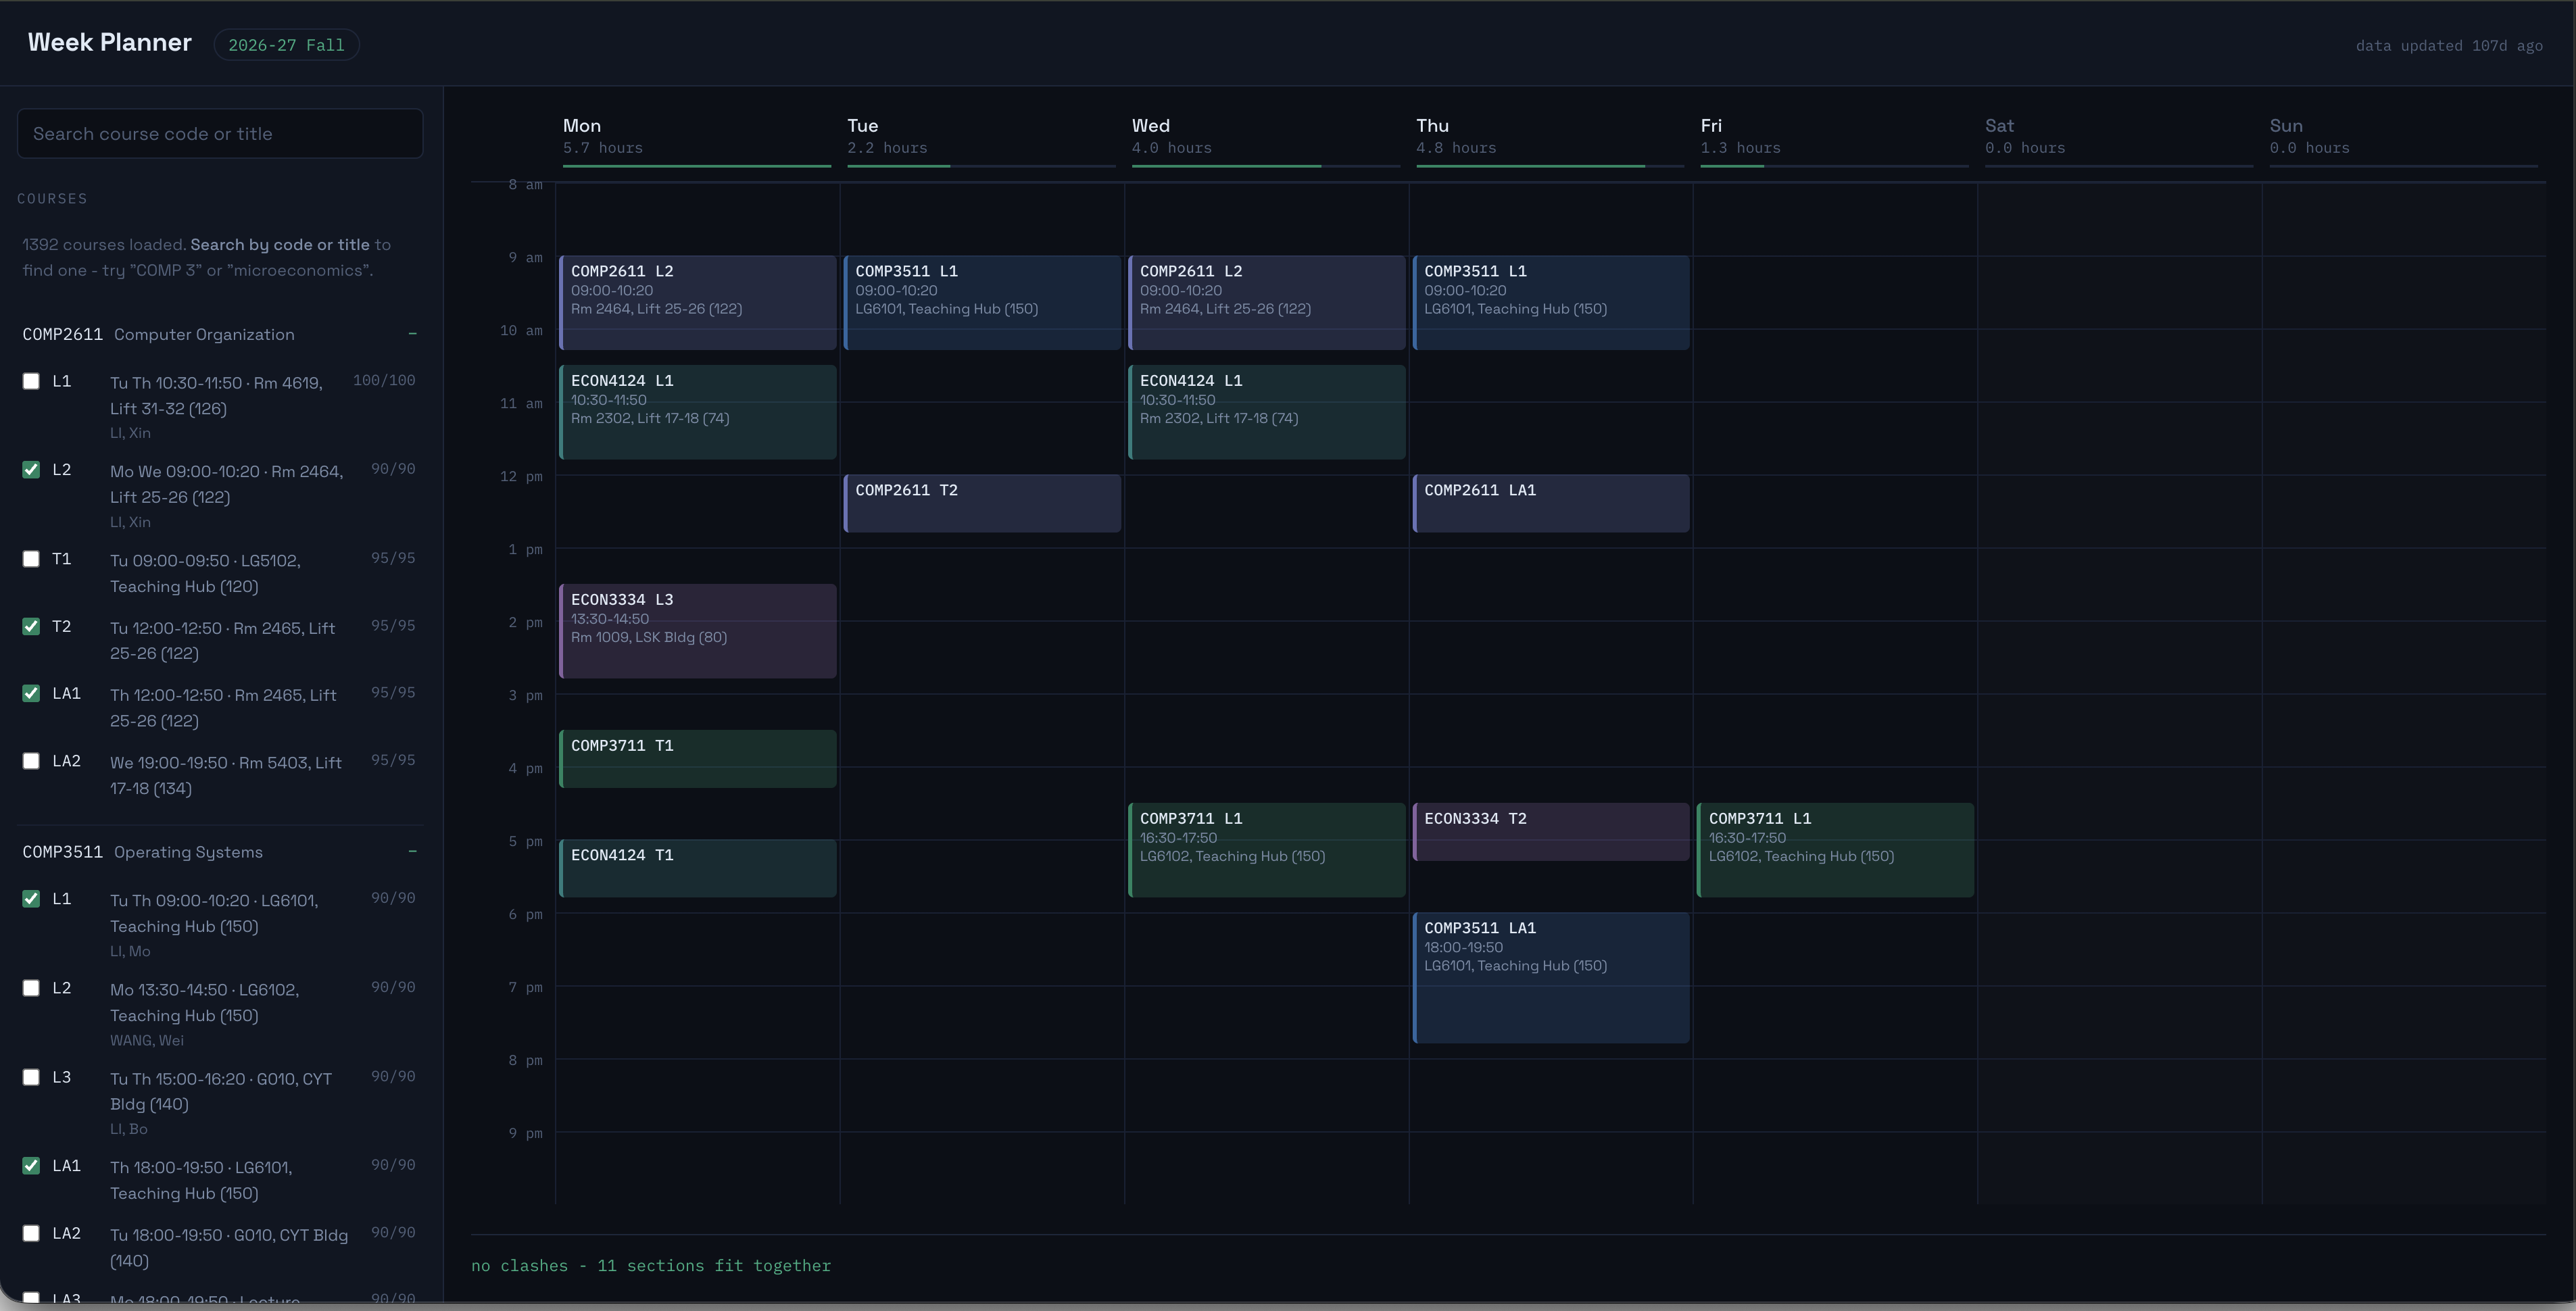 Week Planner
2026-27 Fall
data updated 107d ago
Search course code or title
COURSES
1392 courses loaded. Search by code or title to
find one - try "COMP 3" or "microeconomics".
COMP2611 Computer Organization −
L1 Tu Th 10:30-11:50 · Rm 4619, 100/100
Lift 31-32 (126)
LI, Xin
L2 Mo We 09:00-10:20 · Rm 2464, 90/90
Lift 25-26 (122)
LI, Xin
T1 Tu 09:00-09:50 · LG5102, 95/95
Teaching Hub (120)
T2 Tu 12:00-12:50 · Rm 2465, Lift 95/95
25-26 (122)
LA1 Th 12:00-12:50 · Rm 2465, Lift 95/95
25-26 (122)
LA2 We 19:00-19:50 · Rm 5403, Lift 95/95
17-18 (134)
COMP3511 Operating Systems −
L1 Tu Th 09:00-10:20 · LG6101, 90/90
Teaching Hub (150)
LI, Mo
L2 Mo 13:30-14:50 · LG6102, 90/90
Teaching Hub (150)
WANG, Wei
L3 Tu Th 15:00-16:20 · G010, CYT 90/90
Bldg (140)
LI, Bo
LA1 Th 18:00-19:50 · LG6101, 90/90
Teaching Hub (150)
LA2 Tu 18:00-19:50 · G010, CYT Bldg 90/90
(140)
LA3 Mo 18:00-19:50 · Lecture 90/90
Mon Tue Wed Thu Fri Sat Sun
5.7 hours 2.2 hours 4.0 hours 4.8 hours 1.3 hours 0.0 hours 0.0 hours
8 am
9 am
10 am
11 am
12 pm
1 pm
2 pm
3 pm
4 pm
5 pm
6 pm
7 pm
8 pm
9 pm
COMP2611 L2
09:00-10:20
Rm 2464, Lift 25-26 (122)
ECON4124 L1
10:30-11:50
Rm 2302, Lift 17-18 (74)
ECON3334 L3
13:30-14:50
Rm 1009, LSK Bldg (80)
COMP3711 T1
ECON4124 T1
COMP3511 L1
09:00-10:20
LG6101, Teaching Hub (150)
COMP2611 T2
COMP2611 L2
09:00-10:20
Rm 2464, Lift 25-26 (122)
ECON4124 L1
10:30-11:50
Rm 2302, Lift 17-18 (74)
COMP3711 L1
16:30-17:50
LG6102, Teaching Hub (150)
COMP3511 L1
09:00-10:20
LG6101, Teaching Hub (150)
COMP2611 LA1
ECON3334 T2
COMP3511 LA1
18:00-19:50
LG6101, Teaching Hub (150)
COMP3711 L1
16:30-17:50
LG6102, Teaching Hub (150)
no clashes - 11 sections fit together